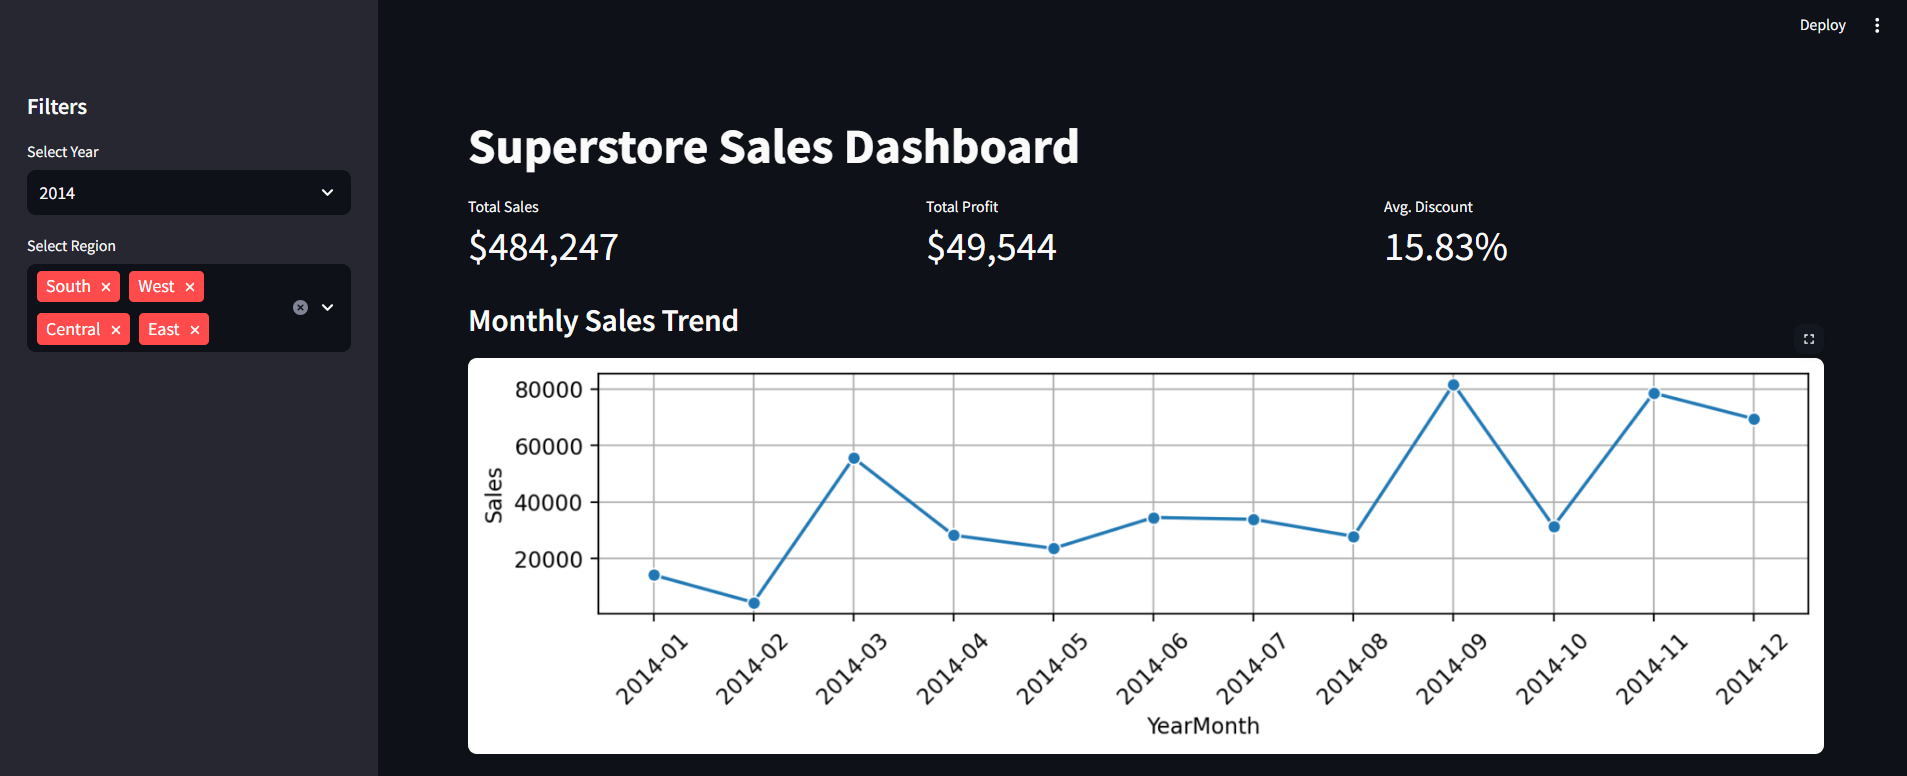 Deploy
Filters
Select Year
2014
Select Region
South ×
West ×
Central ×
East ×
Superstore Sales Dashboard
Total Sales
$484,247
Total Profit
$49,544
Avg. Discount
15.83%
Monthly Sales Trend
80000
60000
40000
20000
Sales
2014-01
2014-02
2014-03
2014-04
2014-05
2014-06
2014-07
2014-08
2014-09
2014-10
2014-11
2014-12
YearMonth